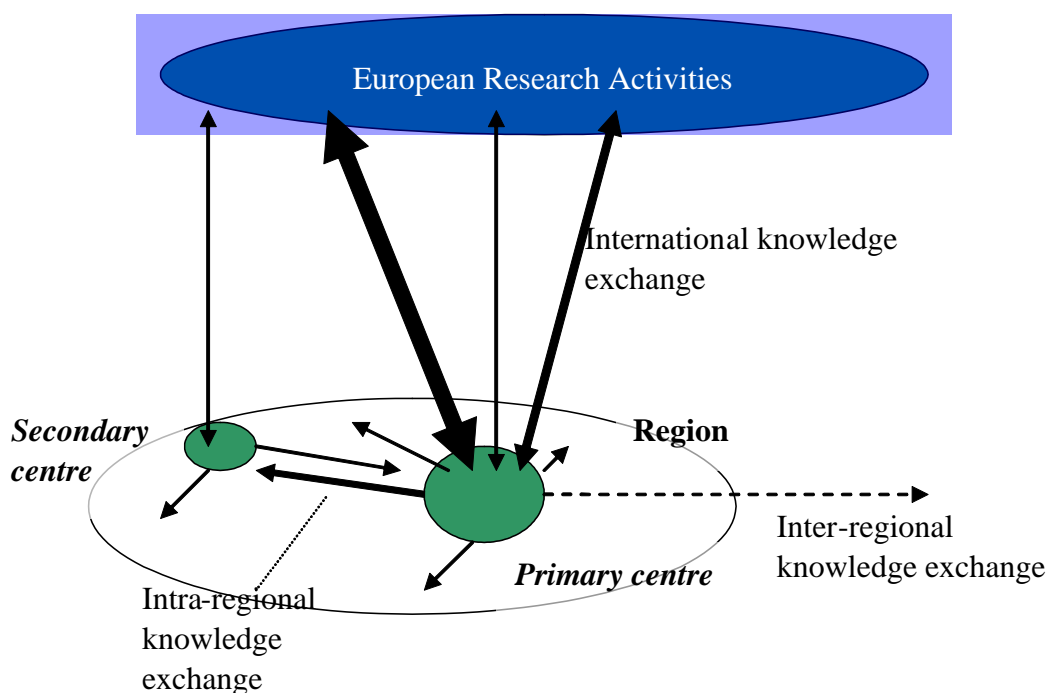 European Research Activities
International knowledge
exchange
Secondary
centre
Region
Inter-regional
knowledge exchange
Primary centre
Intra-regional
knowledge
exchange